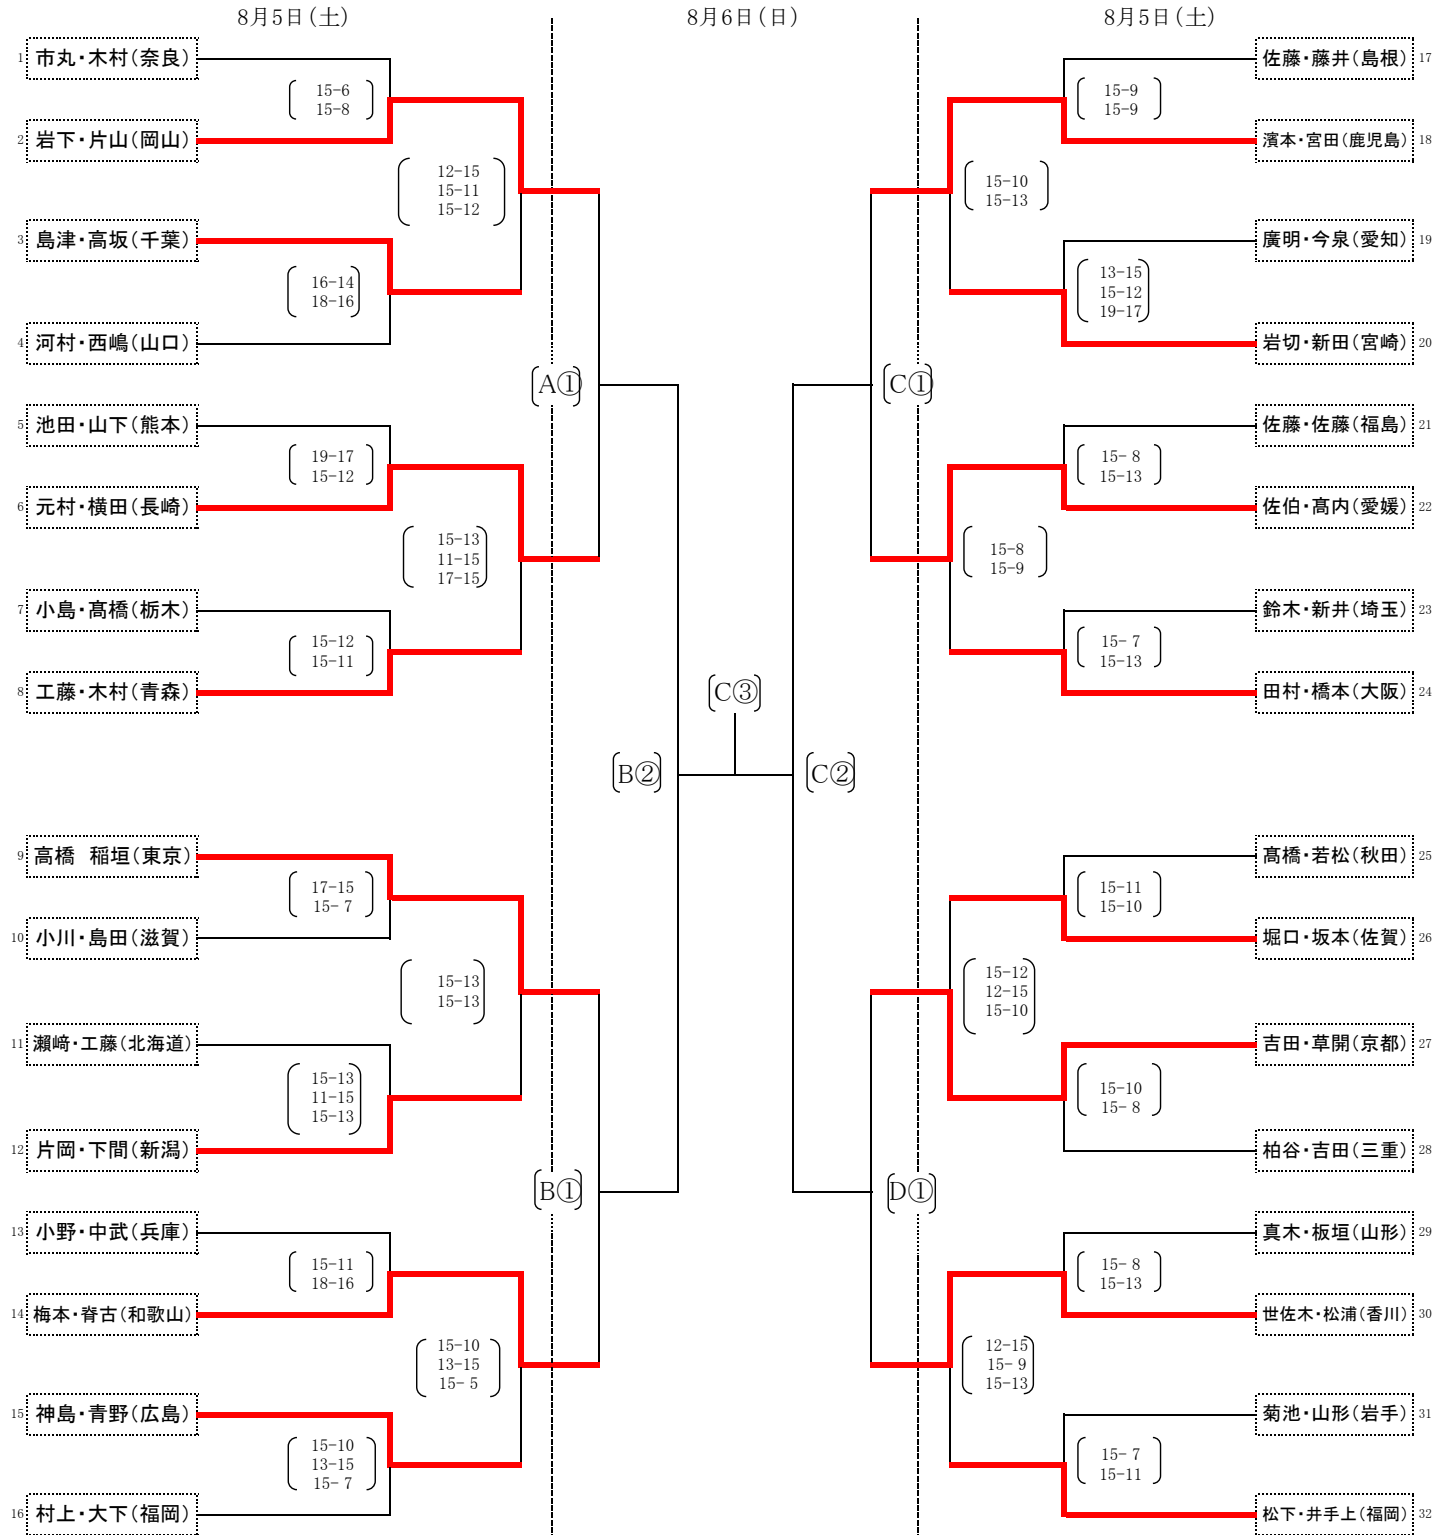 8月5日(土)
8月6日(日)
8月5日(土)
1 市丸・木村(奈良)
15-6
15-8
2 岩下・片山(岡山)
12-15
15-11
15-12
3 島津・高坂(千葉)
16-14
18-16
4 河村・西嶋(山口)
[A①]
5 池田・山下(熊本)
19-17
15-12
6 元村・横田(長崎)
15-13
11-15
17-15
7 小島・髙橋(栃木)
15-12
15-11
8 工藤・木村(青森)
[B②]
9 高橋 稲垣(東京)
17-15
15- 7
10 小川・島田(滋賀)
15-13
15-13
11 瀬﨑・工藤(北海道)
15-13
11-15
15-13
12 片岡・下間(新潟)
[B①]
13 小野・中武(兵庫)
15-11
18-16
14 梅本・脊古(和歌山)
15-10
13-15
15- 5
15 神島・青野(広島)
15-10
13-15
15- 7
16 村上・大下(福岡)
[C③]
佐藤・藤井(島根) 17
15-9
15-9
濱本・宮田(鹿児島) 18
15-10
15-13
廣明・今泉(愛知) 19
13-15
15-12
19-17
岩切・新田(宮崎) 20
[C①]
佐藤・佐藤(福島) 21
15- 8
15-13
佐伯・髙内(愛媛) 22
15-8
15-9
鈴木・新井(埼玉) 23
15- 7
15-13
田村・橋本(大阪) 24
[C②]
髙橋・若松(秋田) 25
15-11
15-10
堀口・坂本(佐賀) 26
15-12
12-15
15-10
吉田・草開(京都) 27
15-10
15- 8
柏谷・吉田(三重) 28
[D①]
真木・板垣(山形) 29
15- 8
15-13
世佐木・松浦(香川) 30
12-15
15- 9
15-13
菊池・山形(岩手) 31
15- 7
15-11
松下・井手上(福岡) 32